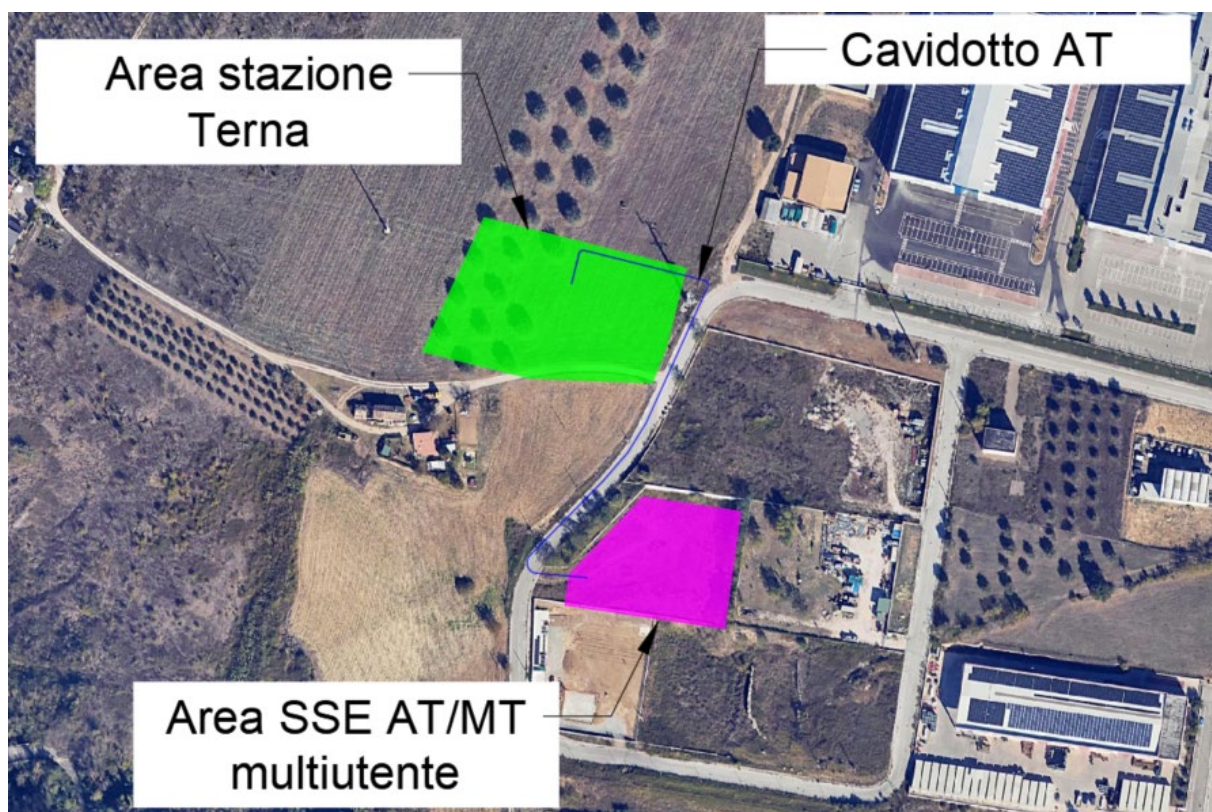 Area stazione
Terna
Cavidotto AT
Area SSE AT/MT
multiutente